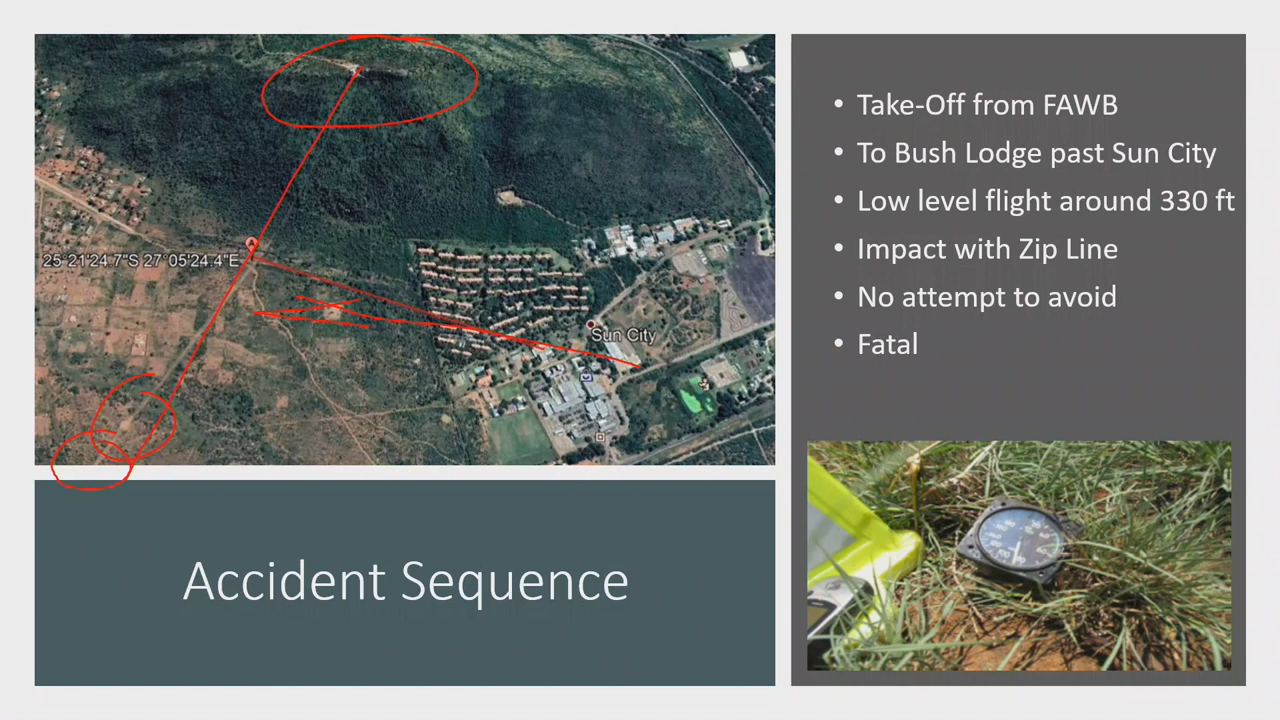 25°21'24.7"S 27°05'24.4"E
Sun City
Accident Sequence
• Take-Off from FAWB
• To Bush Lodge past Sun City
• Low level flight around 330 ft
• Impact with Zip Line
• No attempt to avoid
• Fatal